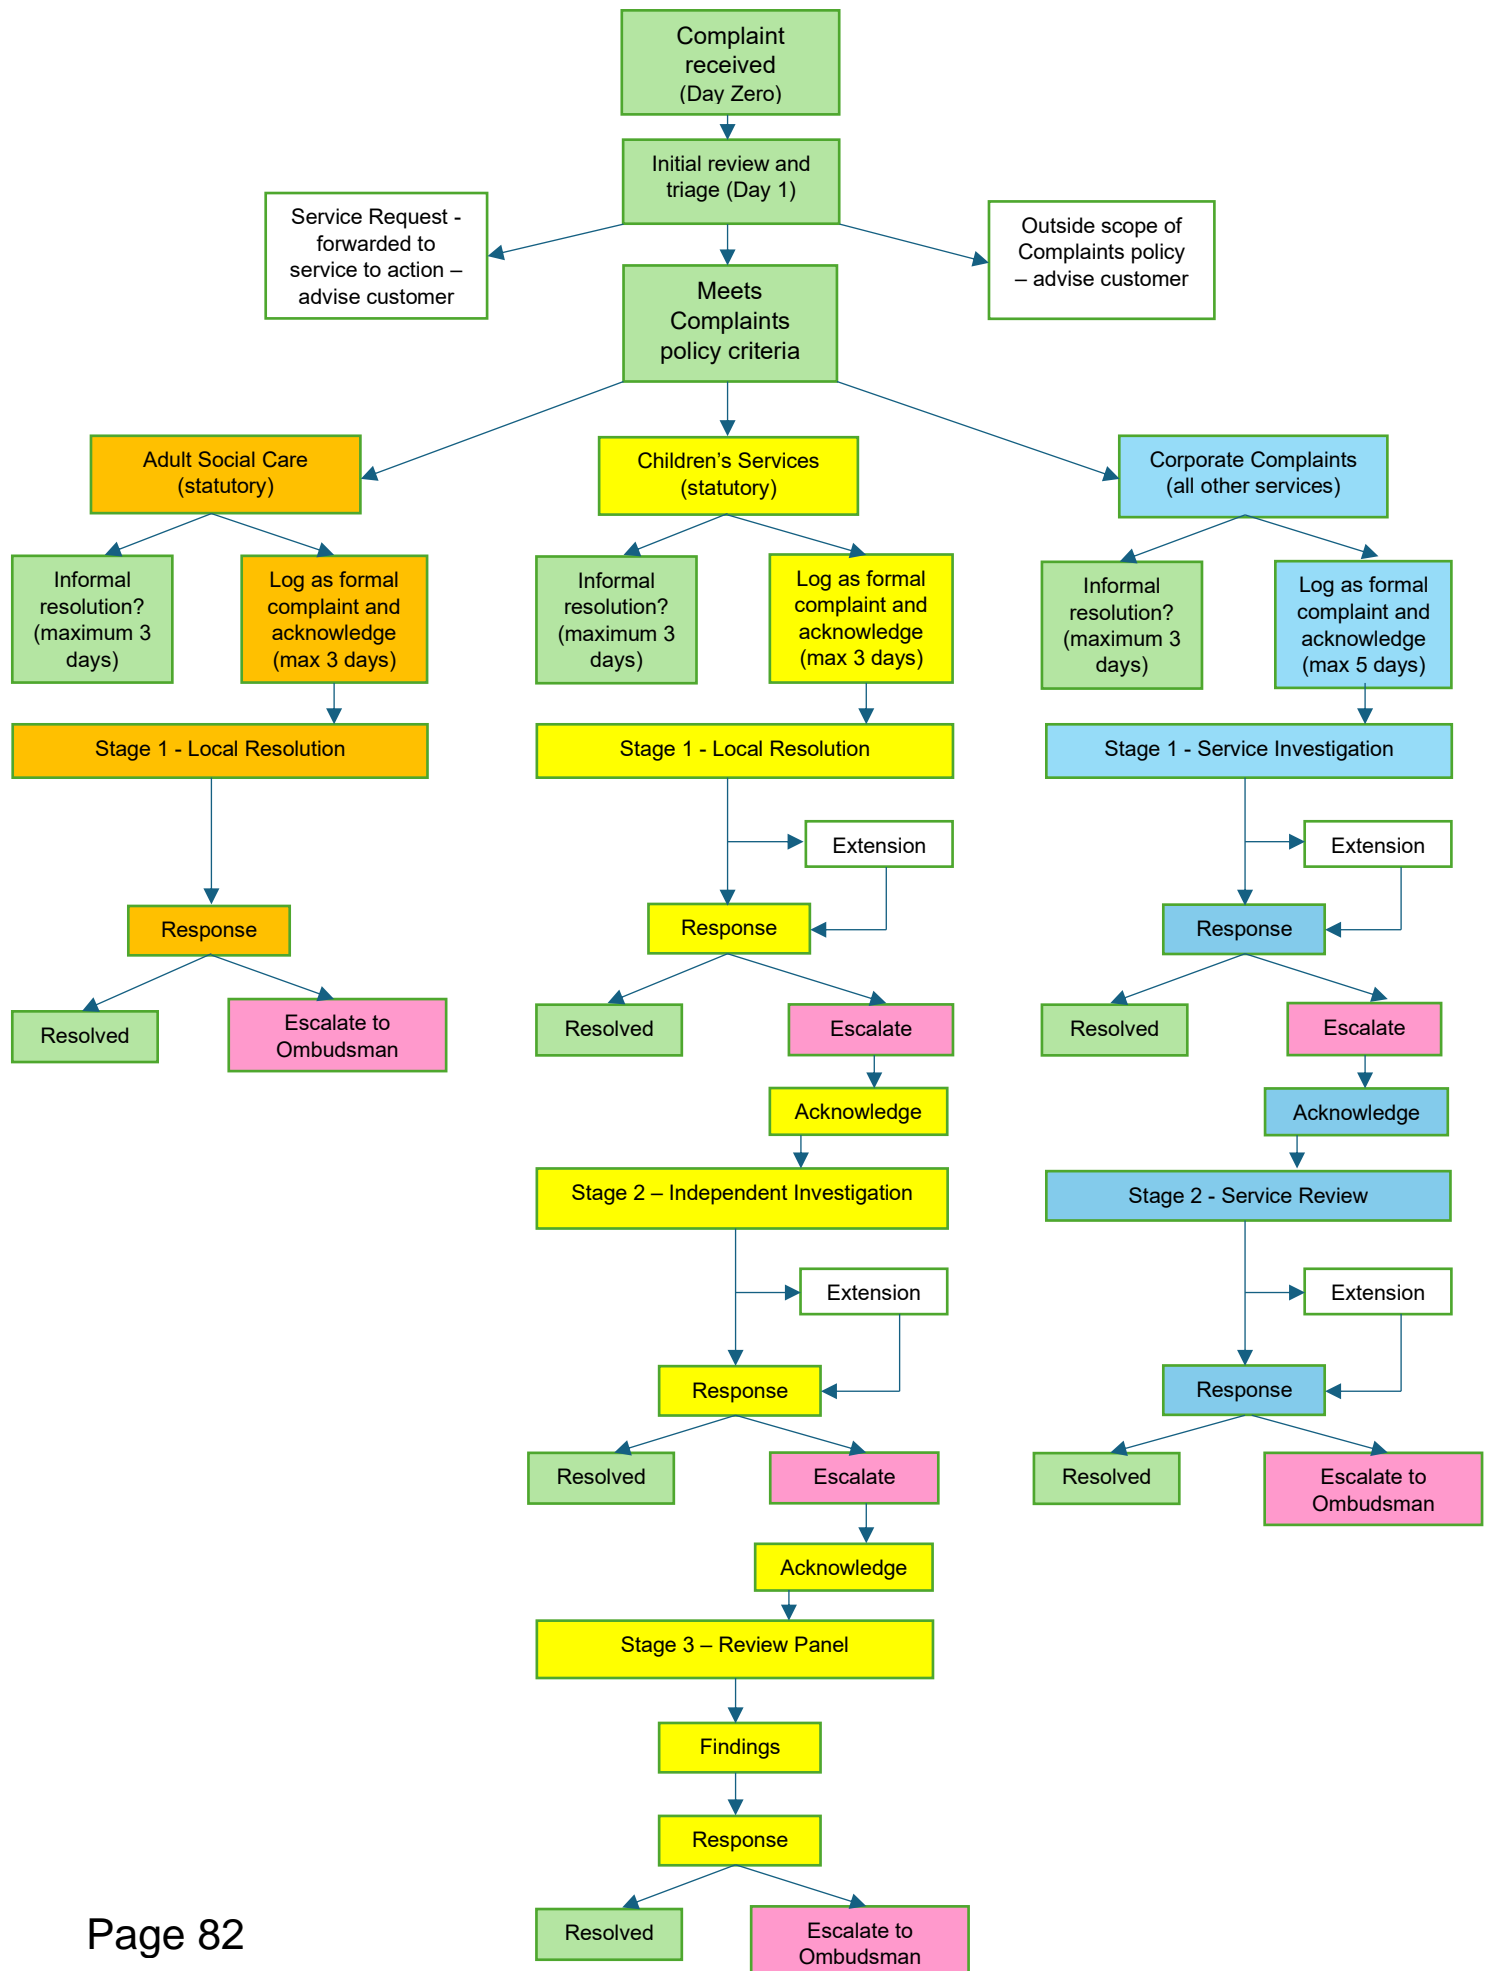 Complaint
received
(Day Zero)
Initial review and
triage (Day 1)
Service Request -
forwarded to
service to action –
advise customer
Outside scope of
Complaints policy
– advise customer
Meets
Complaints
policy criteria
Adult Social Care
(statutory)
Children’s Services
(statutory)
Corporate Complaints
(all other services)
Informal
resolution?
(maximum 3
days)
Log as formal
complaint and
acknowledge
(max 3 days)
Informal
resolution?
(maximum 3
days)
Log as formal
complaint and
acknowledge
(max 3 days)
Informal
resolution?
(maximum 3
days)
Log as formal
complaint and
acknowledge
(max 5 days)
Stage 1 - Local Resolution
Stage 1 - Local Resolution
Stage 1 - Service Investigation
Extension
Extension
Response
Response
Response
Resolved
Escalate to
Ombudsman
Resolved
Escalate
Resolved
Escalate
Acknowledge
Acknowledge
Stage 2 – Independent Investigation
Stage 2 - Service Review
Extension
Extension
Response
Response
Resolved
Escalate
Resolved
Escalate to
Ombudsman
Acknowledge
Stage 3 – Review Panel
Findings
Response
Resolved
Escalate to
Ombudsman
Page 82